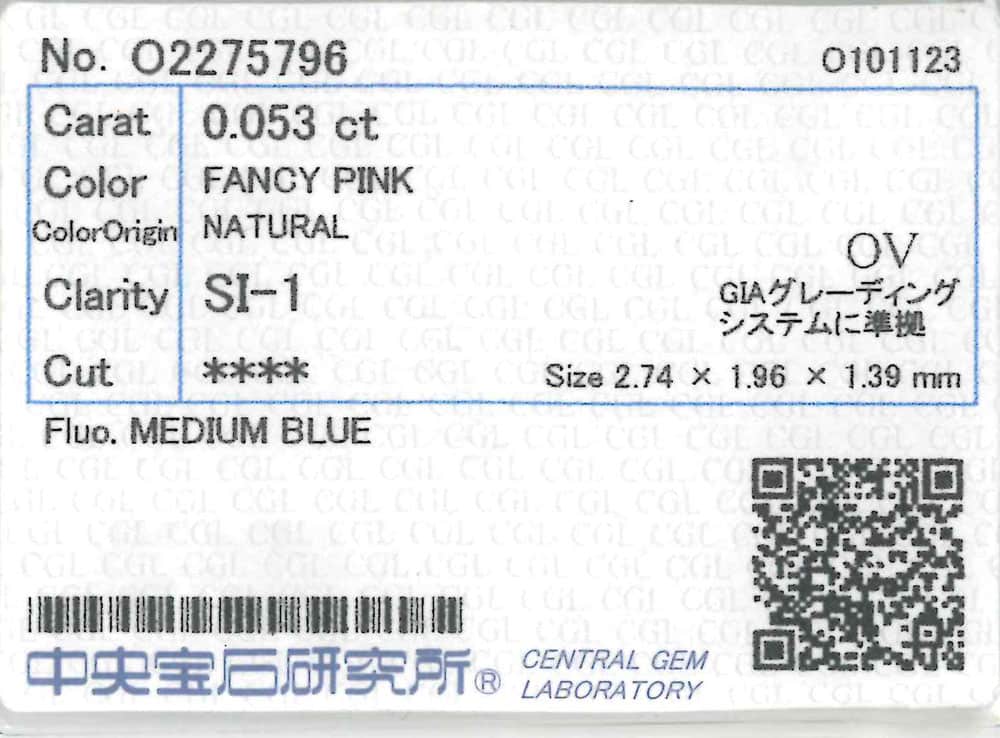 No. O2275796
O101123
Carat 0.053 ct
Color FANCY PINK
ColorOrigin NATURAL
OV
Clarity SI-1
GIAグレーディング
システムに準拠
Cut ****
Size 2.74 × 1.96 × 1.39 mm
Fluo. MEDIUM BLUE
中央宝石研究所®
CENTRAL GEM
LABORATORY